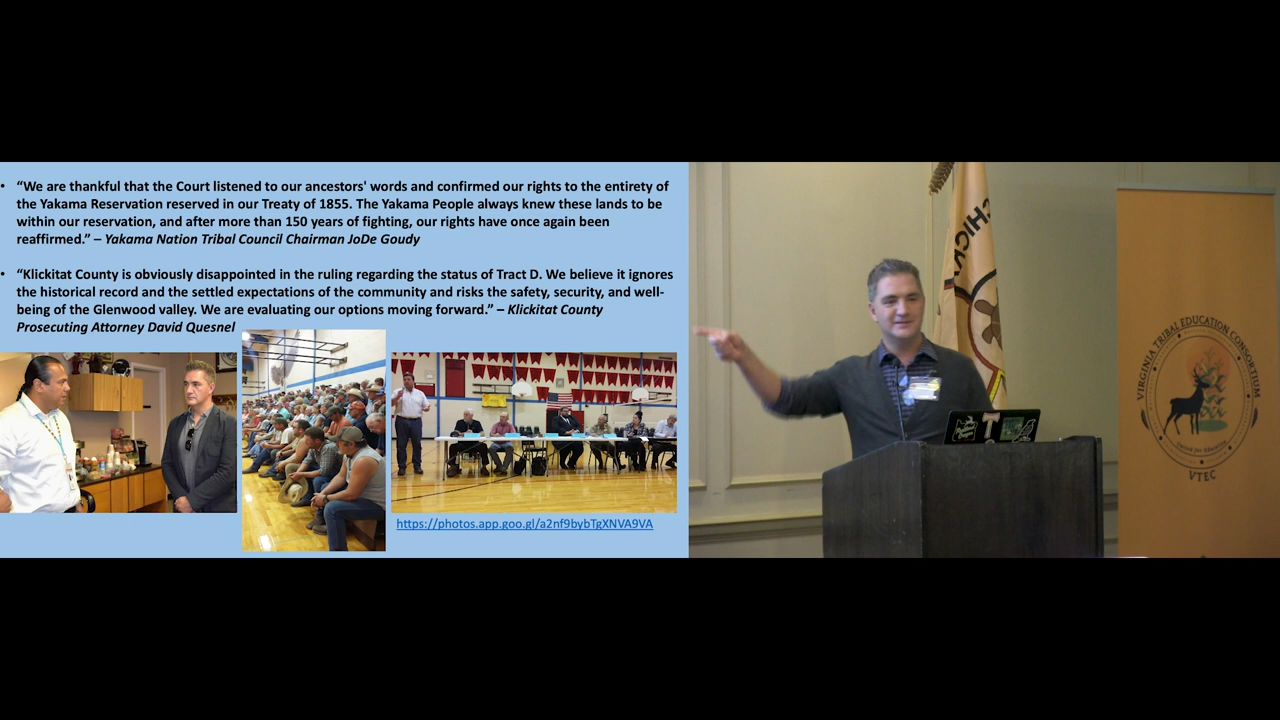 • “We are thankful that the Court listened to our ancestors' words and confirmed our rights to the entirety of
the Yakama Reservation reserved in our Treaty of 1855. The Yakama People always knew these lands to be
within our reservation, and after more than 150 years of fighting, our rights have once again been
reaffirmed.” – Yakama Nation Tribal Council Chairman JoDe Goudy
• “Klickitat County is obviously disappointed in the ruling regarding the status of Tract D. We believe it ignores
the historical record and the settled expectations of the community and risks the safety, security, and well-
being of the Glenwood valley. We are evaluating our options moving forward.” – Klickitat County
Prosecuting Attorney David Quesnel
https://photos.app.goo.gl/a2nf9bybTgXNVA9VA
CHICK
VIRGINIA TRIBAL EDUCATION CONSORTIUM
VTEC